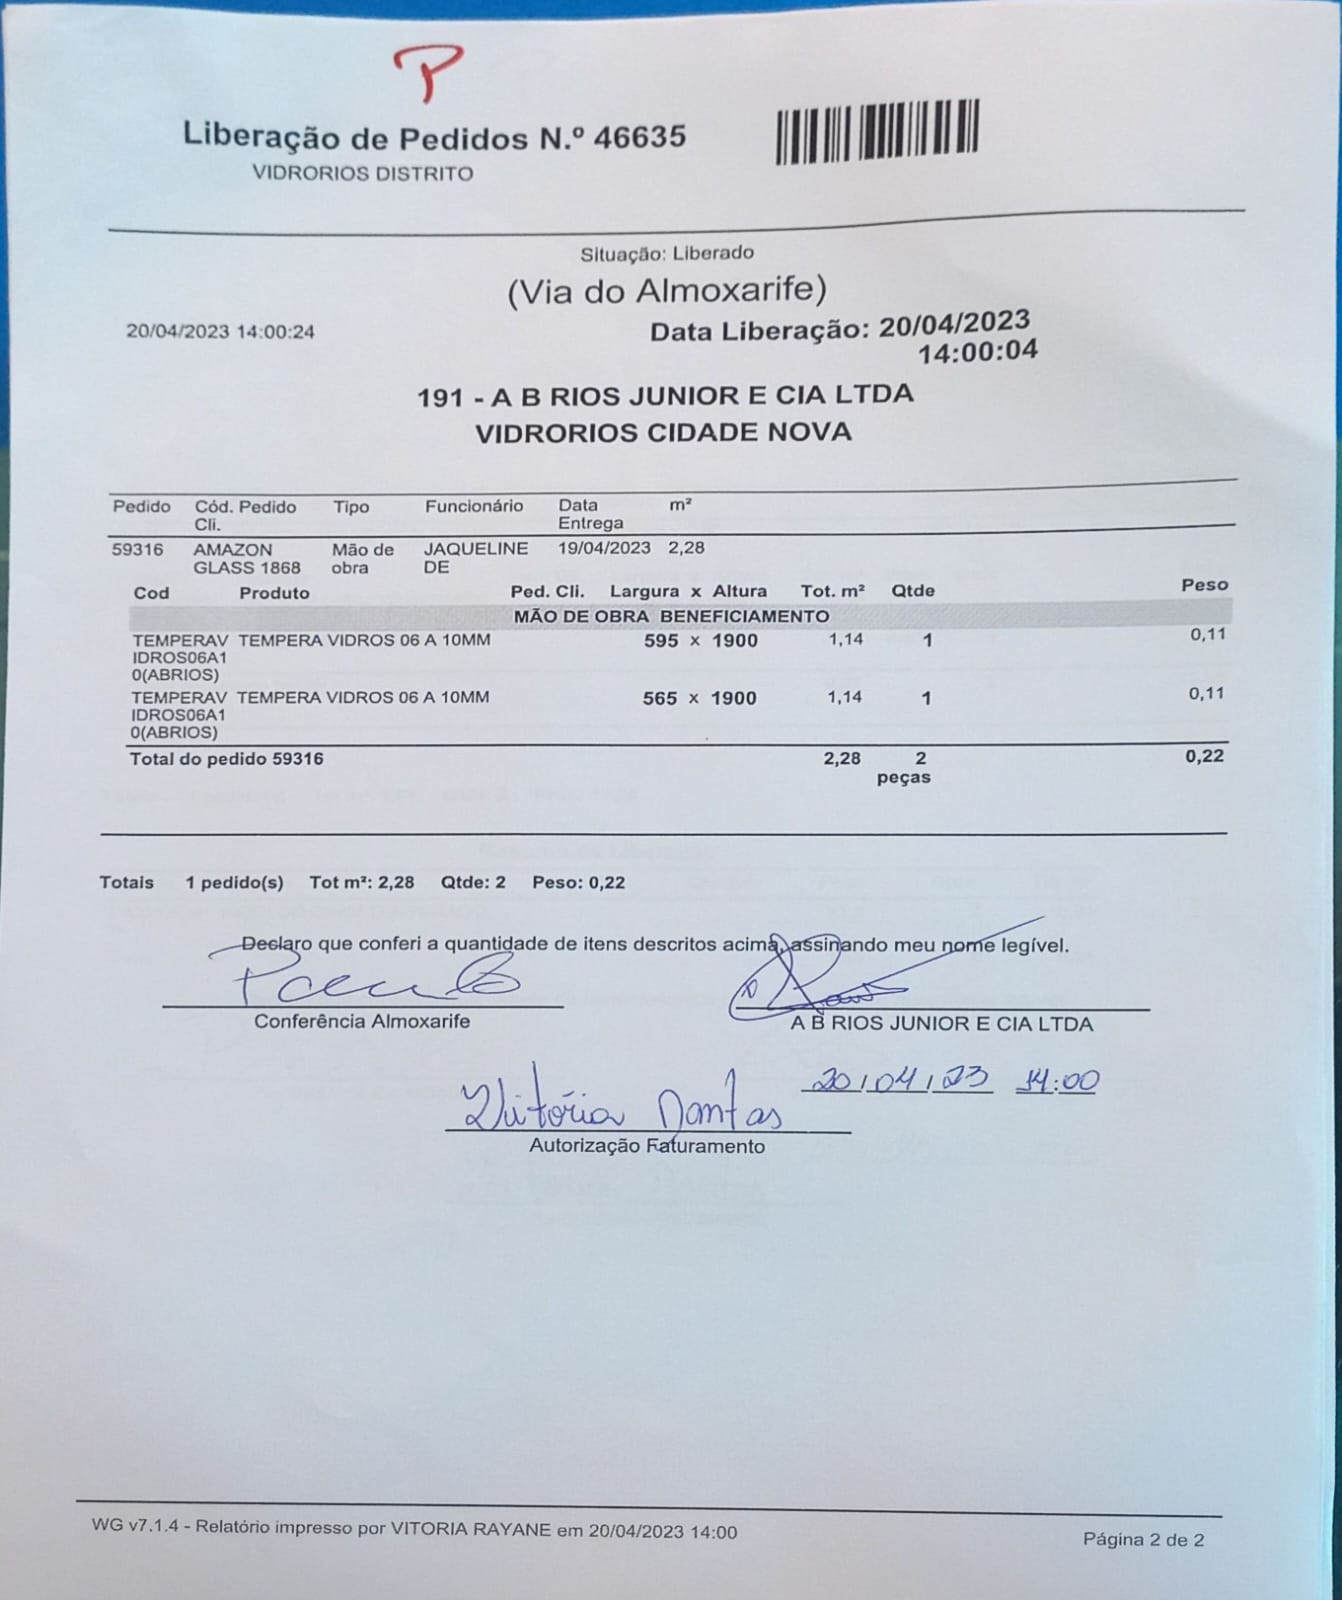 P
Liberação de Pedidos N.º 46635
VIDRORIOS DISTRITO
Situação: Liberado
(Via do Almoxarife)
20/04/2023 14:00:24
Data Liberação: 20/04/2023
14:00:04
191 - A B RIOS JUNIOR E CIA LTDA
VIDRORIOS CIDADE NOVA
Pedido Cód. Pedido Tipo Funcionário Data m²
Cli. Entrega
59316 AMAZON Mão de JAQUELINE 19/04/2023 2,28
GLASS 1868 obra DE
Cod Produto Ped. Cli. Largura x Altura Tot. m² Qtde Peso
MÃO DE OBRA BENEFICIAMENTO
TEMPERAV TEMPERA VIDROS 06 A 10MM 595 x 1900 1,14 1 0,11
IDROS06A1
0(ABRIOS)
TEMPERAV TEMPERA VIDROS 06 A 10MM 565 x 1900 1,14 1 0,11
IDROS06A1
0(ABRIOS)
Total do pedido 59316 2,28 2 0,22
peças
Totais 1 pedido(s) Tot m²: 2,28 Qtde: 2 Peso: 0,22
Declaro que conferi a quantidade de itens descritos acima, assinando meu nome legível.
Paulo
Conferência Almoxarife
A B RIOS JUNIOR E CIA LTDA
20/04/23 14:00
Vitória Dantas
Autorização Faturamento
WG v7.1.4 - Relatório impresso por VITORIA RAYANE em 20/04/2023 14:00
Página 2 de 2